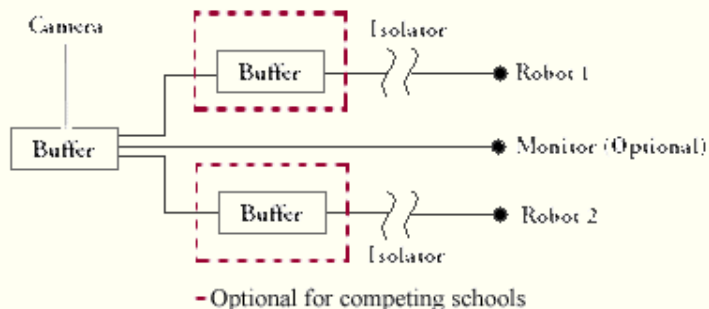 Camera
Isolator
Buffer
Robot 1
Buffer
Monitor (Optional)
Buffer
Robot 2
Isolator
- Optional for competing schools